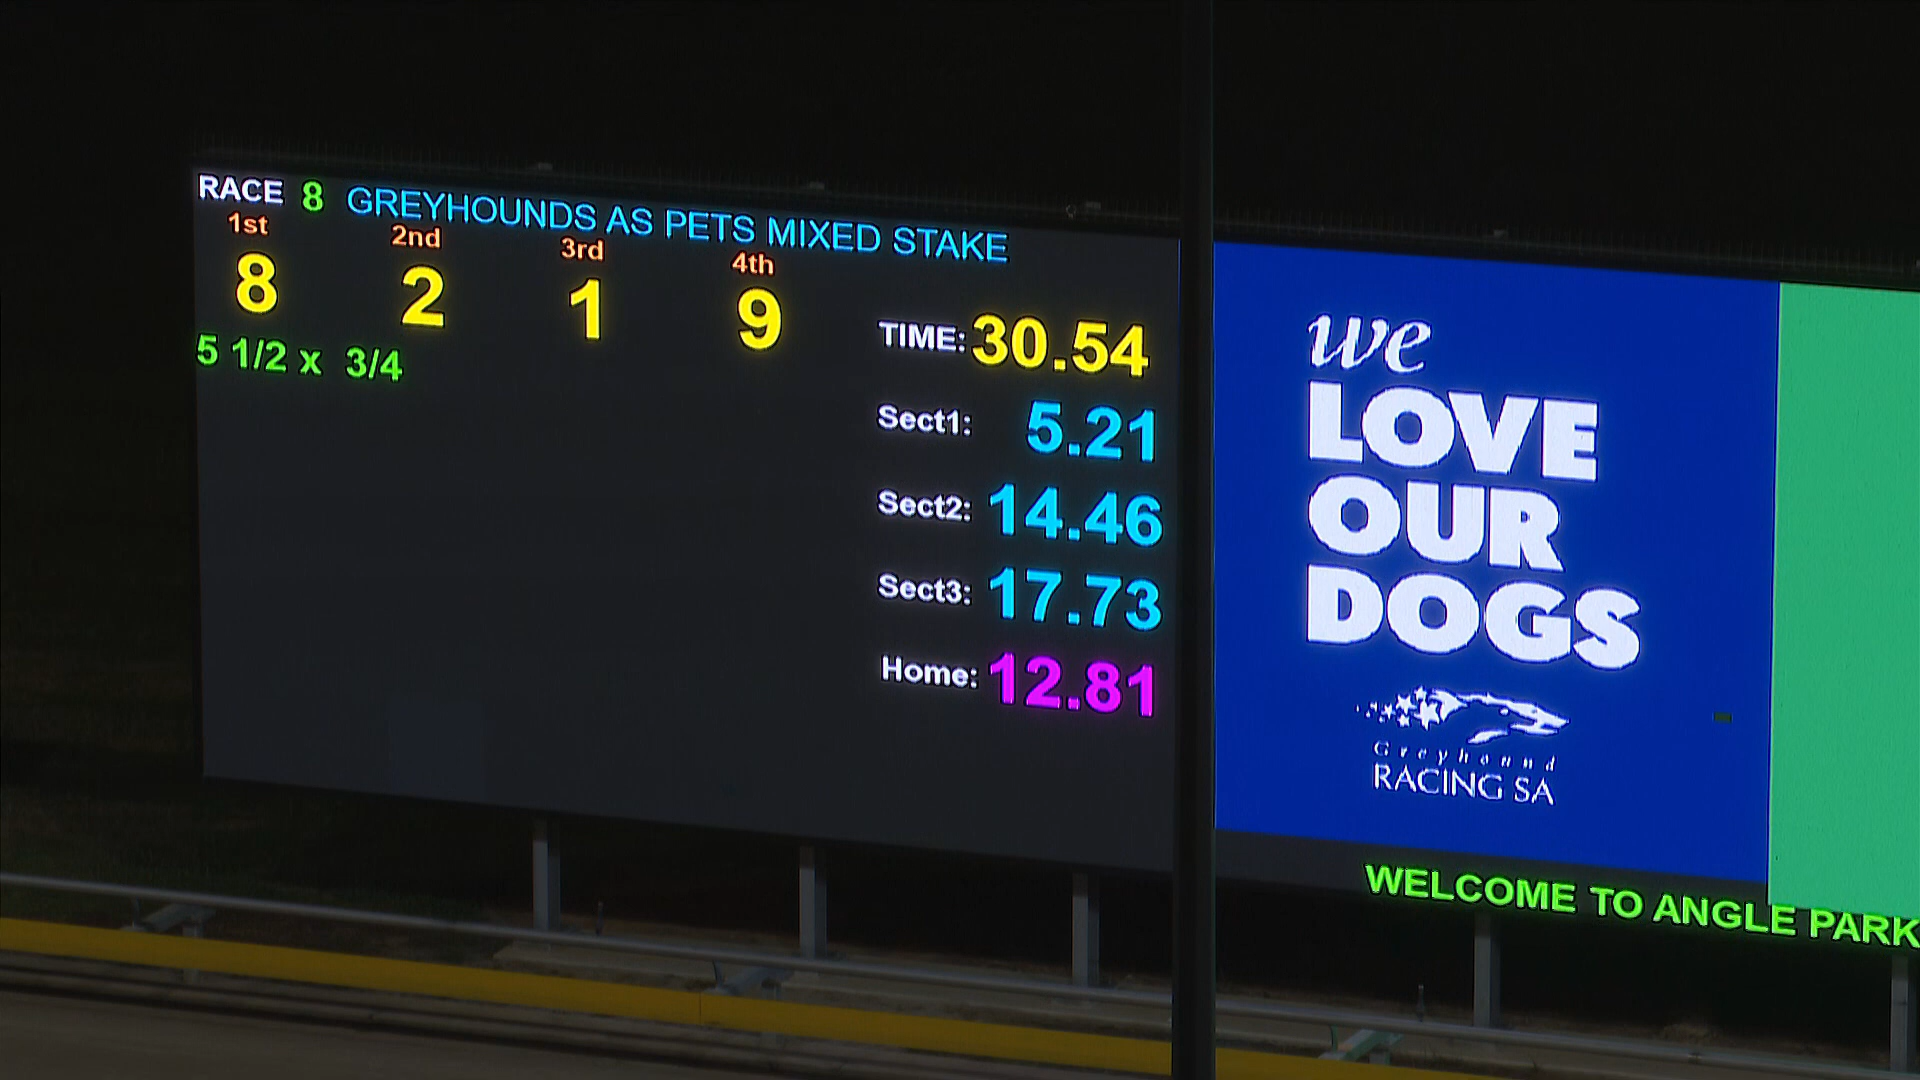 RACE 8 GREYHOUNDS AS PETS MIXED STAKE
1st 2nd 3rd 4th
8 2 1 9
5 1/2 x 3/4
TIME: 30.54
Sect1: 5.21
Sect2: 14.46
Sect3: 17.73
Home: 12.81
we
LOVE
OUR
DOGS
Greyhound
RACING SA
WELCOME TO ANGLE PARK